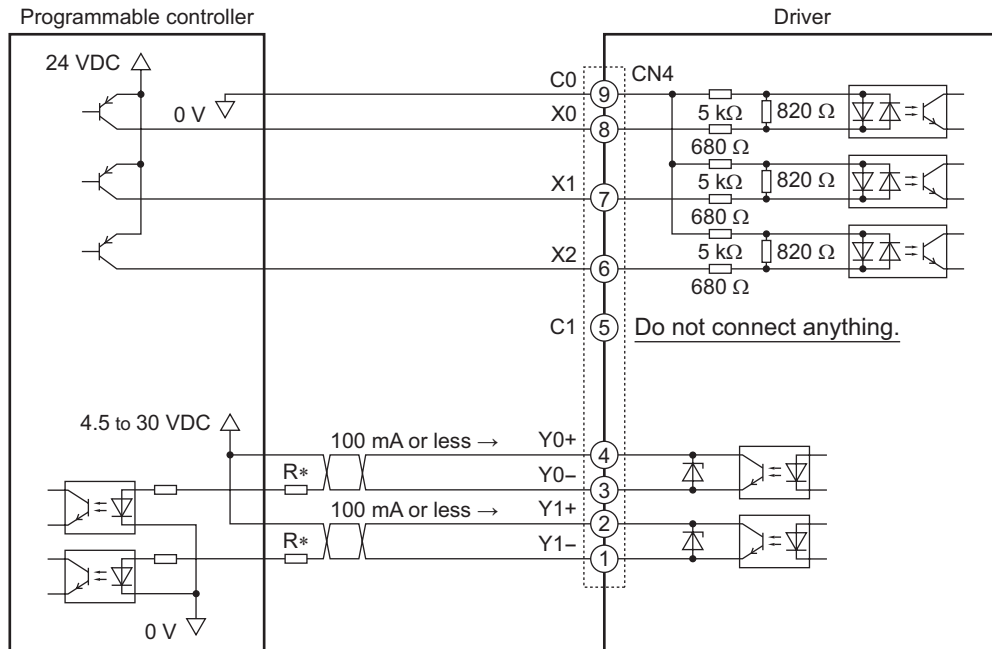 Programmable controller
Driver
24 VDC
0 V
C0
9
CN4
X0
8
5 kΩ
820 Ω
680 Ω
X1
7
5 kΩ
820 Ω
680 Ω
X2
6
5 kΩ
820 Ω
680 Ω
C1
5
Do not connect anything.
4.5 to 30 VDC
100 mA or less →
Y0+
4
R*
Y0−
3
100 mA or less →
Y1+
2
R*
Y1−
1
0 V